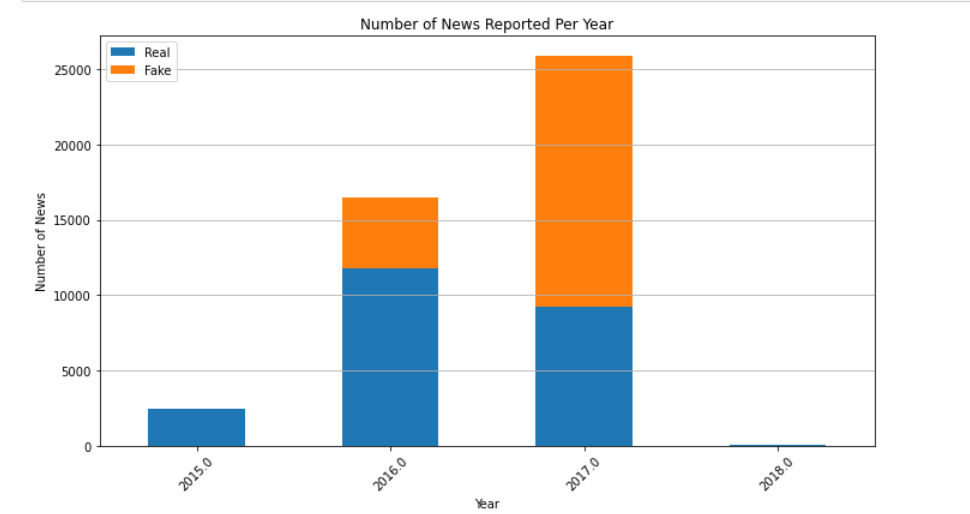 Number of News Reported Per Year
Real
Fake
25000
20000
15000
10000
5000
0
Number of News
2015.0
2016.0
2017.0
2018.0
Year